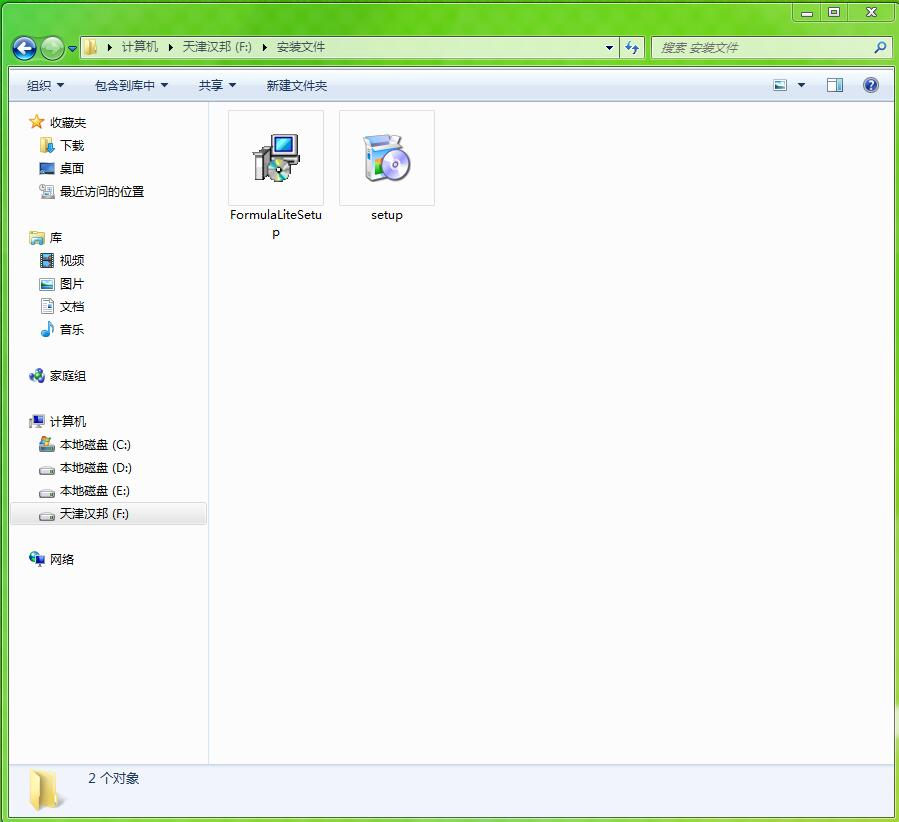 计算机 天津汉邦 (F:) 安装文件
搜索 安装文件
组织 包含到库中 共享 新建文件夹
收藏夹
下载
桌面
最近访问的位置
库
视频
图片
文档
音乐
家庭组
计算机
本地磁盘 (C:)
本地磁盘 (D:)
本地磁盘 (E:)
天津汉邦 (F:)
网络
FormulaLiteSetu
p
setup
2 个对象